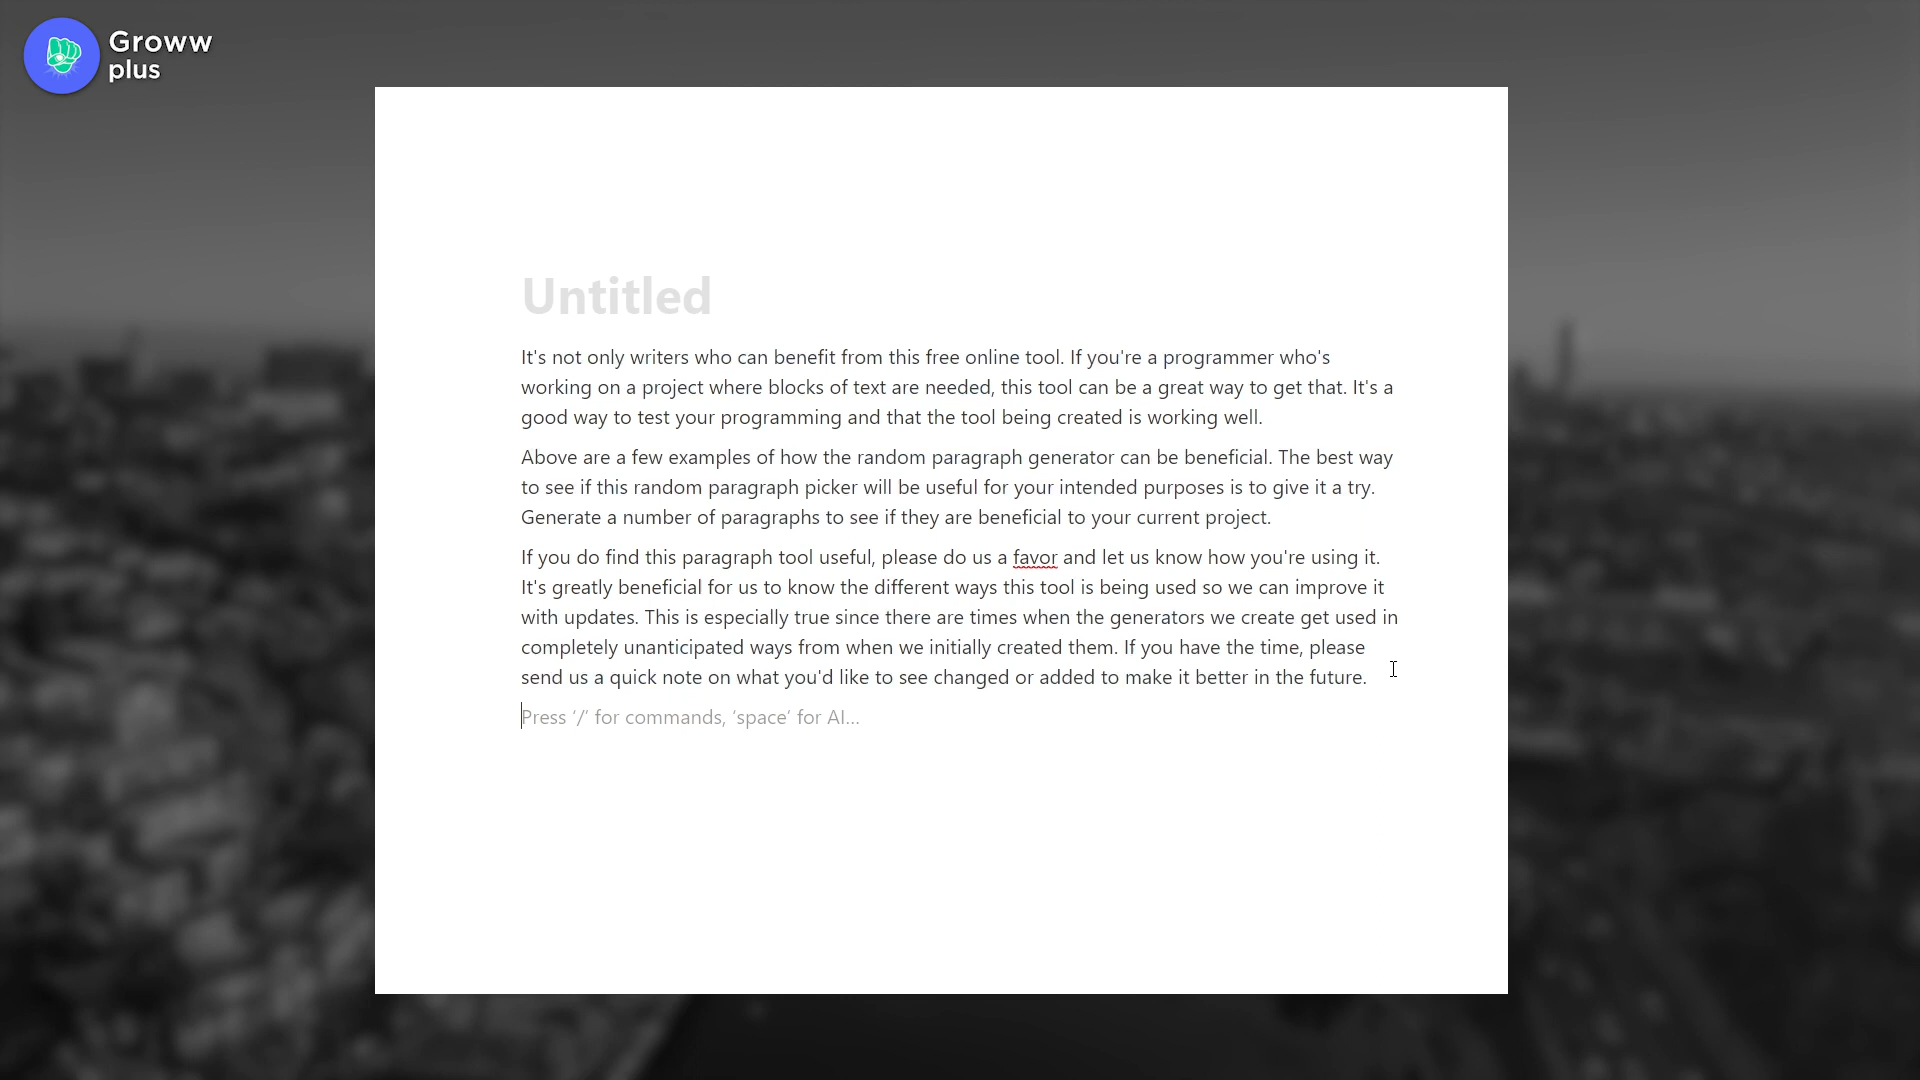 Groww
plus
Untitled
It's not only writers who can benefit from this free online tool. If you're a programmer who's
working on a project where blocks of text are needed, this tool can be a great way to get that. It's a
good way to test your programming and that the tool being created is working well.
Above are a few examples of how the random paragraph generator can be beneficial. The best way
to see if this random paragraph picker will be useful for your intended purposes is to give it a try.
Generate a number of paragraphs to see if they are beneficial to your current project.
If you do find this paragraph tool useful, please do us a favor and let us know how you're using it.
It's greatly beneficial for us to know the different ways this tool is being used so we can improve it
with updates. This is especially true since there are times when the generators we create get used in
completely unanticipated ways from when we initially created them. If you have the time, please
send us a quick note on what you'd like to see changed or added to make it better in the future.
Press ‘/’ for commands, ‘space’ for AI...